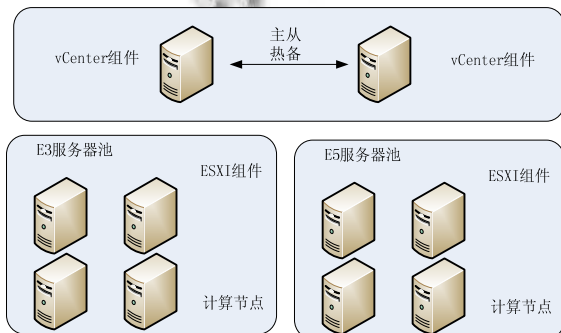 主从
热备
vCenter组件
vCenter组件
E3服务器池
ESXI组件
计算节点
E5服务器池
ESXI组件
计算节点